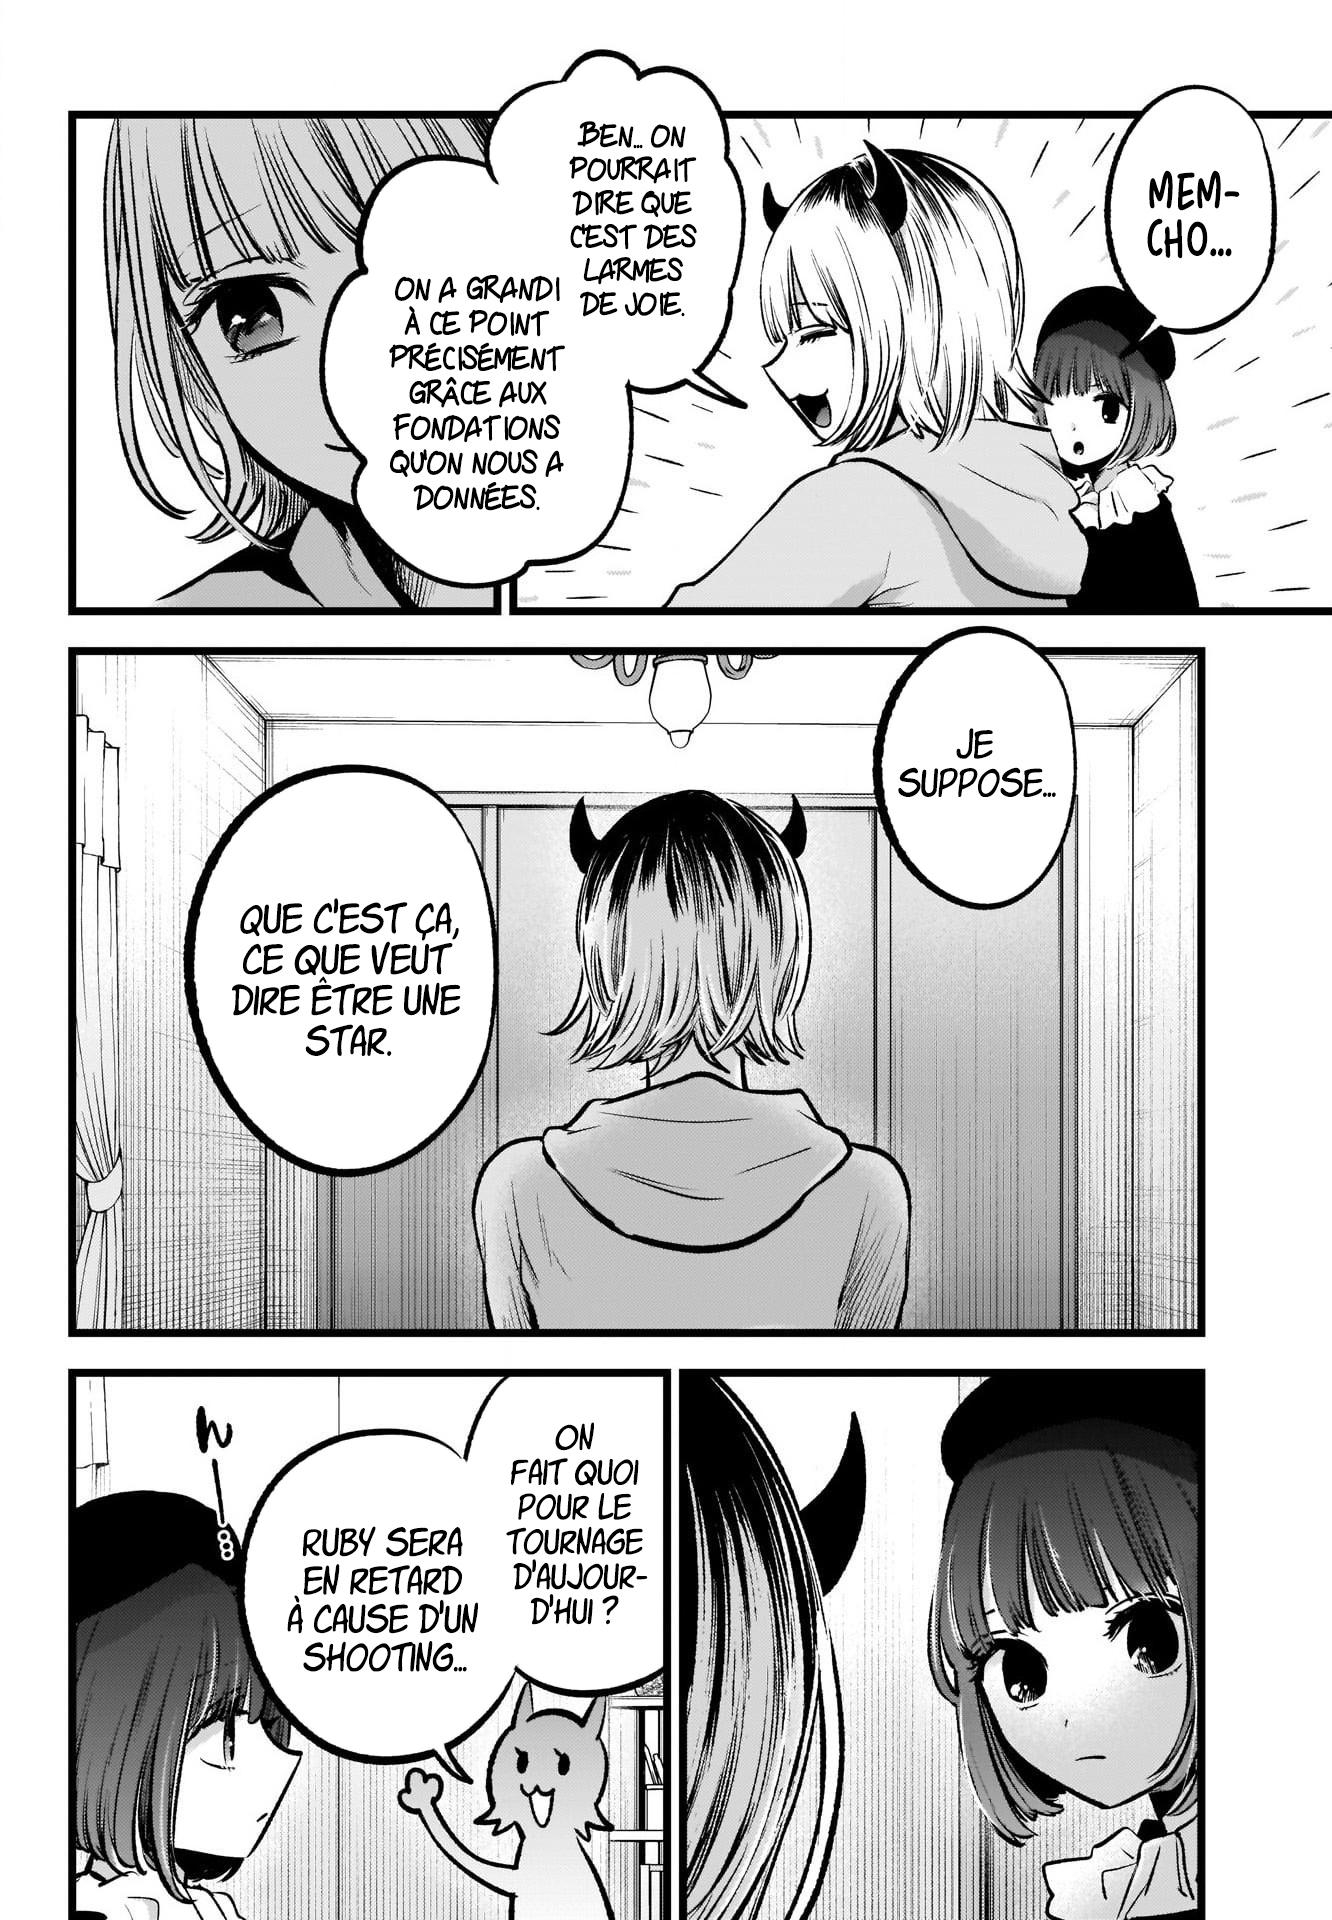 MEM-
CHO...
BEN... ON
POURRAIT
DIRE QUE
C'EST DES
LARMES
DE JOIE.
ON A GRANDI
À CE POINT
PRÉCISÉMENT
GRÂCE AUX
FONDATIONS
QU'ON NOUS A
DONNÉES.
JE
SUPPOSE...
QUE C'EST ÇA,
CE QUE VEUT
DIRE ÊTRE UNE
STAR.
ON
FAIT QUOI
POUR LE
TOURNAGE
D'AUJOUR-
D'HUI ?
RUBY SERA
EN RETARD
À CAUSE D'UN
SHOOTING...
んー…